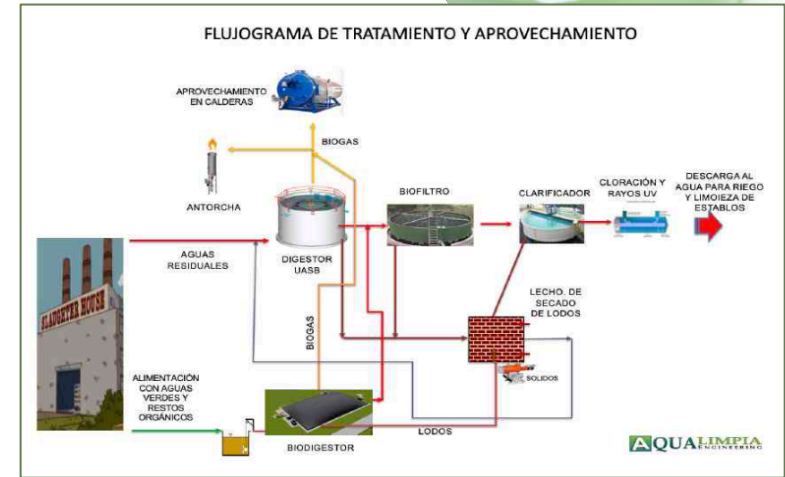 FLUJOGRAMA DE TRATAMIENTO Y APROVECHAMIENTO
APROVECHAMIENTO
EN CALDERAS
BIOGAS
ANTORCHA
BIOFILTRO
CLARIFICADOR
CLORACIÓN Y
RAYOS UV
DESCARGA AL
AGUA PARA RIEGO
Y LIMOIEZA DE
ESTABLOS
AGUAS
RESIDUALES
DIGESTOR
UASB
SLAUGHTER HOUSE
LECHO. DE
SECADO
DE LODOS
BIOGAS
SOLIDOS
ALIMENTACIÓN
CON AGUAS
VERDES Y
RESTOS
ORGÁNICOS
LODOS
BIODIGESTOR
AQUALIMPIA
ENGINEERING